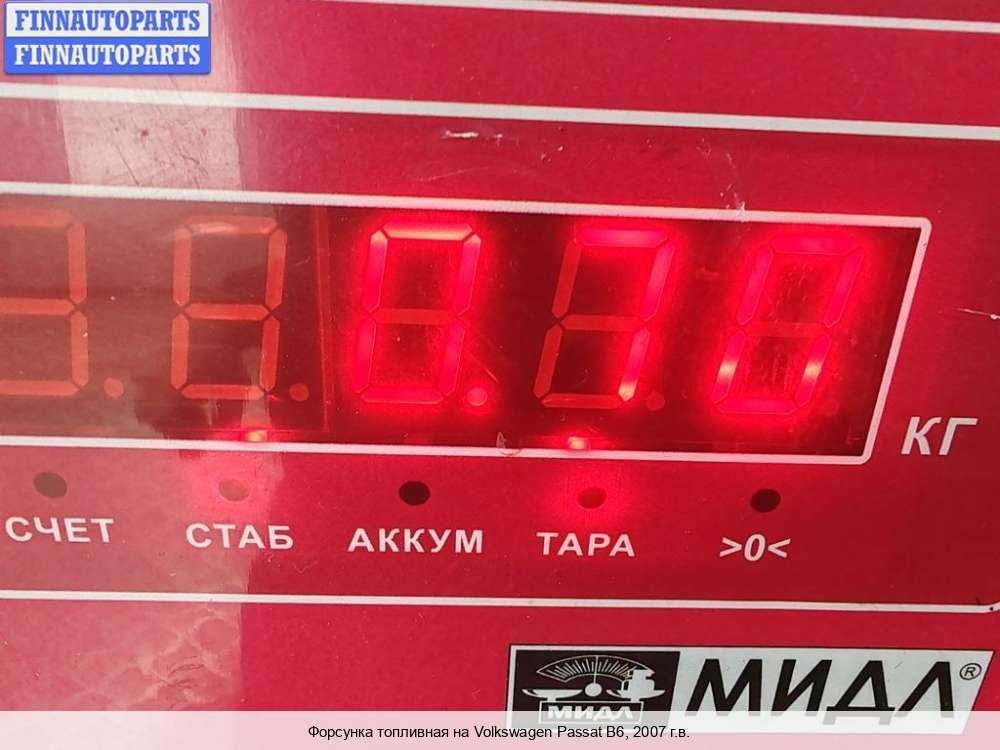 FINNAUTOPARTS
FINNAUTOPARTS
0.70
КГ
СЧЕТ СТАБ АККУМ ТАРА >0<
МИДЛ МИДЛ®
Форсунка топливная на Volkswagen Passat B6, 2007 г.в.